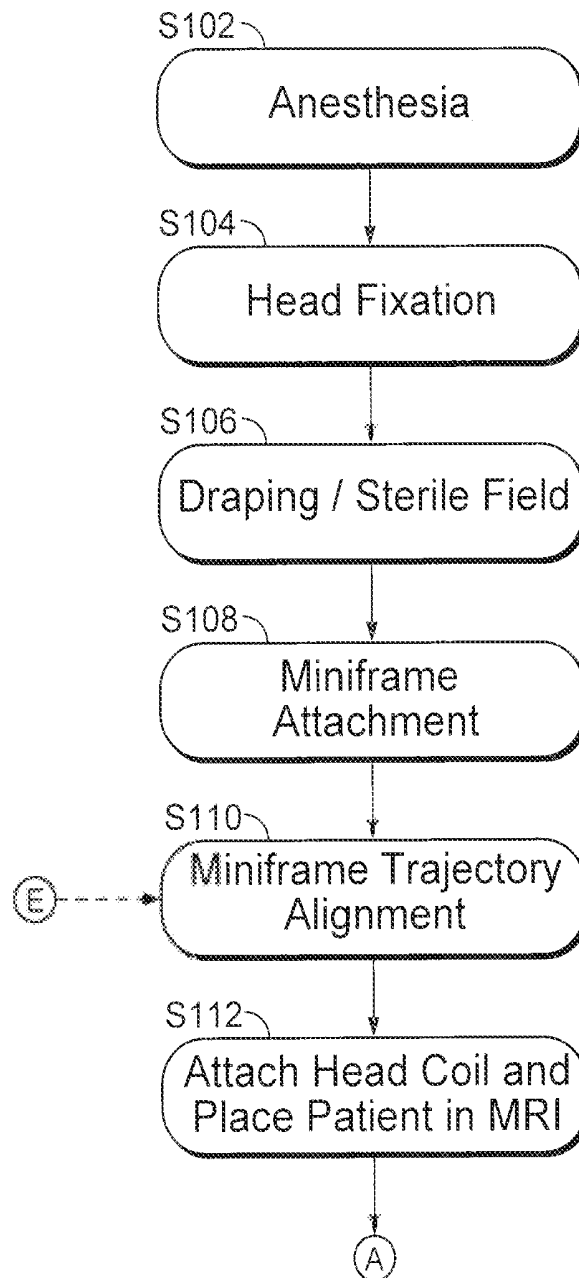 S102
Anesthesia
S104
Head Fixation
S106
Draping / Sterile Field
S108
Miniframe
Attachment
S110
Miniframe Trajectory
Alignment
E
S112
Attach Head Coil and
Place Patient in MRI
A